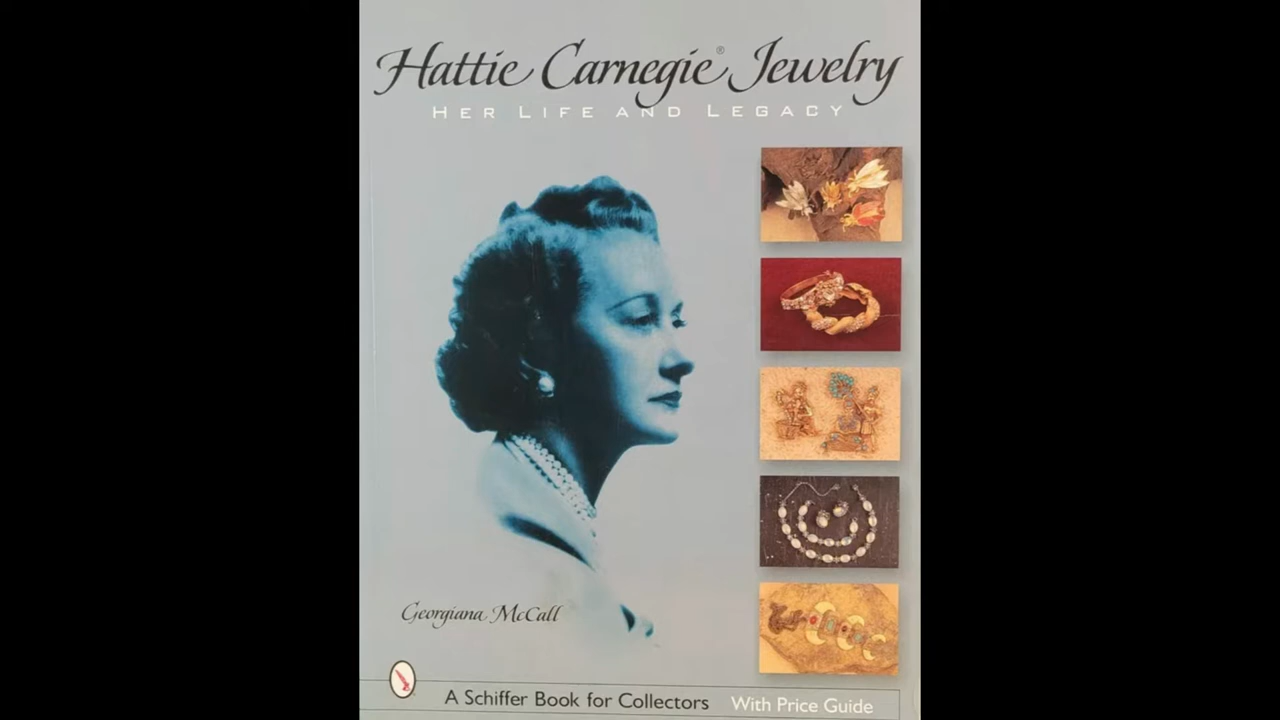 Hattie Carnegie® Jewelry
HER LIFE AND LEGACY
Georgiana McCall
A Schiffer Book for Collectors With Price Guide